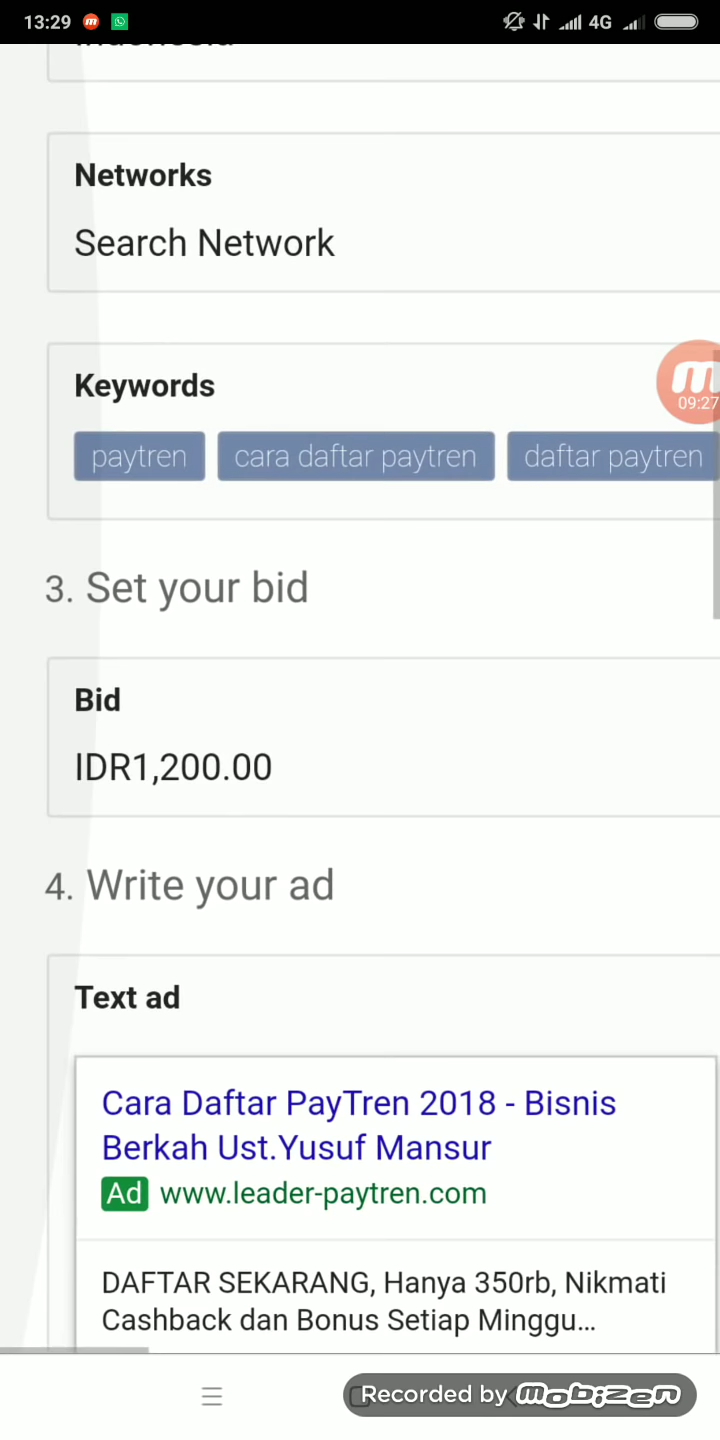 13:29
4G
Indonesia
Networks
Search Network
Keywords
09:27
paytren cara daftar paytren daftar paytren
3. Set your bid
Bid
IDR1,200.00
4. Write your ad
Text ad
Cara Daftar PayTren 2018 - Bisnis
Berkah Ust.Yusuf Mansur
Ad www.leader-paytren.com
DAFTAR SEKARANG, Hanya 350rb, Nikmati
Cashback dan Bonus Setiap Minggu...
Recorded by mobizen